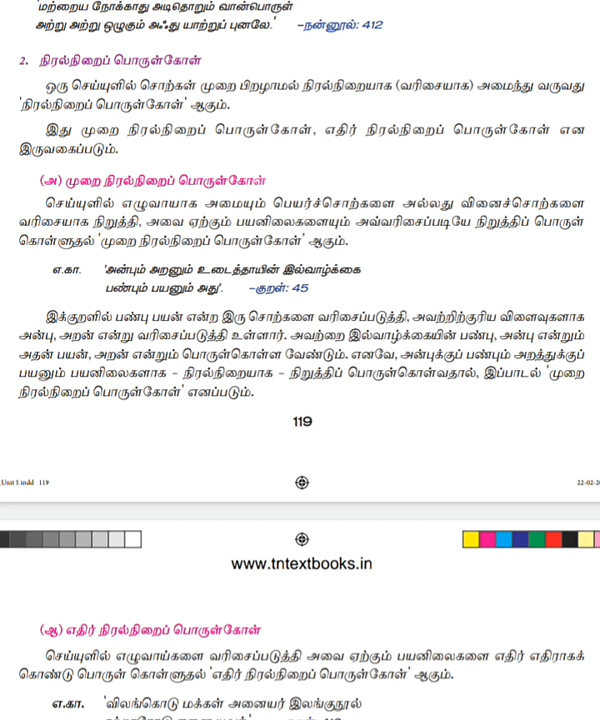 'மற்றைய நோக்காது அடிதொறும் வான்பொருள்
அற்று அற்று ஒழுகும் அஃது யாற்றுப் புனலே.' –நன்னூல்: 412
2. நிரல்நிறைப் பொருள்கோள்
ஒரு செய்யுளில் சொற்கள் முறை பிறழாமல் நிரல்நிறையாக (வரிசையாக) அமைந்து வருவது
'நிரல்நிறைப் பொருள்கோள்' ஆகும்.
இது முறை நிரல்நிறைப் பொருள்கோள், எதிர் நிரல்நிறைப் பொருள்கோள் என
இருவகைப்படும்.
(அ) முறை நிரல்நிறைப் பொருள்கோள்
செய்யுளில் எழுவாயாக அமையும் பெயர்ச்சொற்களை அல்லது வினைச்சொற்களை
வரிசையாக நிறுத்தி, அவை ஏற்கும் பயனிலைகளையும் அவ்வரிசைப்படியே நிறுத்திப் பொருள்
கொள்ளுதல் 'முறை நிரல்நிறைப் பொருள்கோள்' ஆகும்.
எ.கா. 'அன்பும் அறனும் உடைத்தாயின் இல்வாழ்க்கை
பண்பும் பயனும் அது'. –குறள்: 45
இக்குறளில் பண்பு பயன் என்ற இரு சொற்களை வரிசைப்படுத்தி, அவற்றிற்குரிய விளைவுகளாக
அன்பு, அறன் என்று வரிசைப்படுத்தி உள்ளார். அவற்றை இல்வாழ்க்கையின் பண்பு, அன்பு என்றும்
அதன் பயன், அறன் என்றும் பொருள்கொள்ள வேண்டும். எனவே, அன்புக்குப் பண்பும் அறத்துக்குப்
பயனும் பயனிலைகளாக – நிரல்நிறையாக – நிறுத்திப் பொருள்கொள்வதால், இப்பாடல் 'முறை
நிரல்நிறைப் பொருள்கோள்' எனப்படும்.
119
Unit 5.indd 119
22-02-2
www.tntextbooks.in
(ஆ) எதிர் நிரல்நிறைப் பொருள்கோள்
செய்யுளில் எழுவாய்களை வரிசைப்படுத்தி அவை ஏற்கும் பயனிலைகளை எதிர் எதிராகக்
கொண்டு பொருள் கொள்ளுதல் 'எதிர் நிரல்நிறைப் பொருள்கோள்' ஆகும்.
எ.கா. 'விலங்கொடு மக்கள் அனையர் இலங்குநூல்